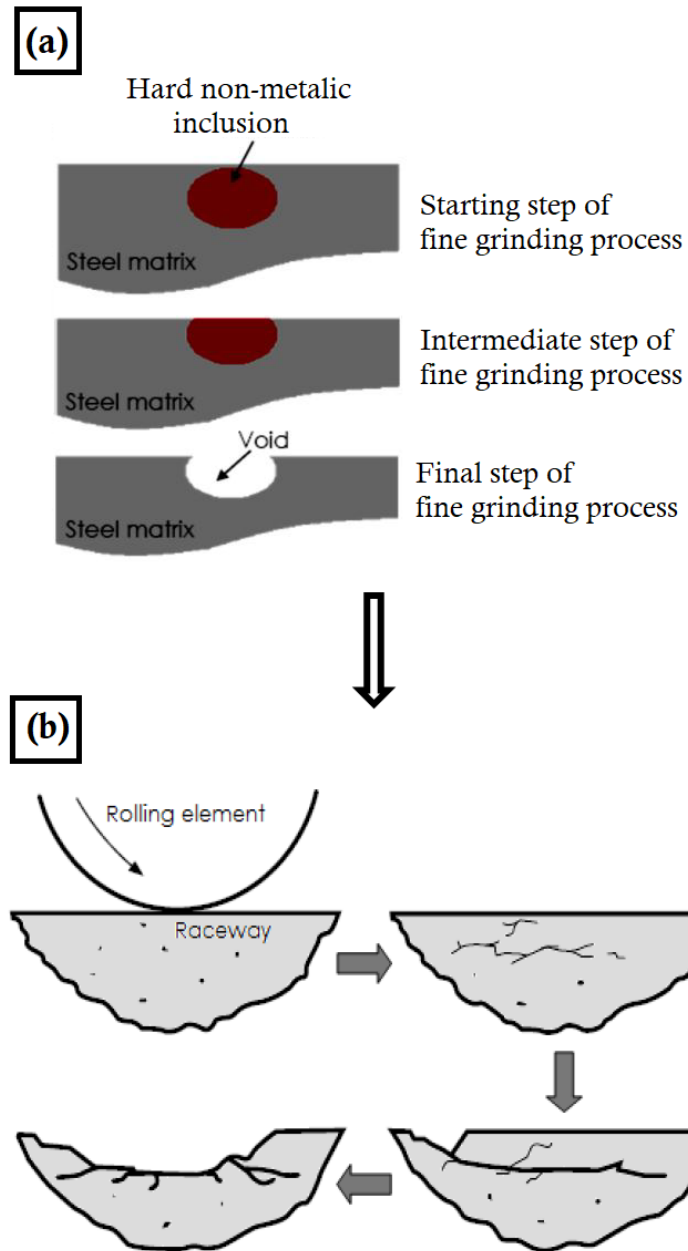 (a)
Hard non-metalic
inclusion
Starting step of
fine grinding process
Steel matrix
Intermediate step of
fine grinding process
Steel matrix
Void
Final step of
fine grinding process
Steel matrix
(b)
Rolling element
Raceway